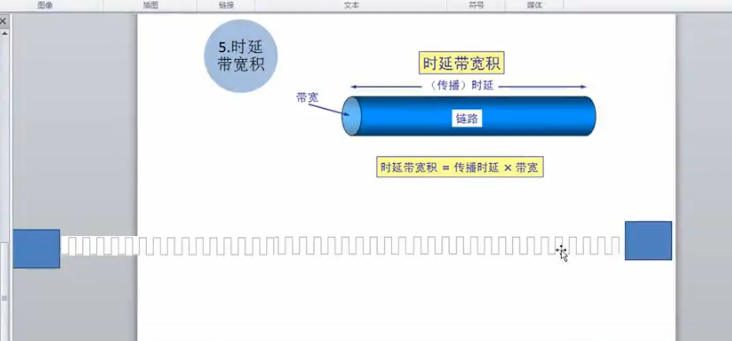 图像
插图
链接
文本
符号
媒体
5.时延
带宽积
时延带宽积
（传播）时延
带宽
链路
时延带宽积 = 传播时延 × 带宽